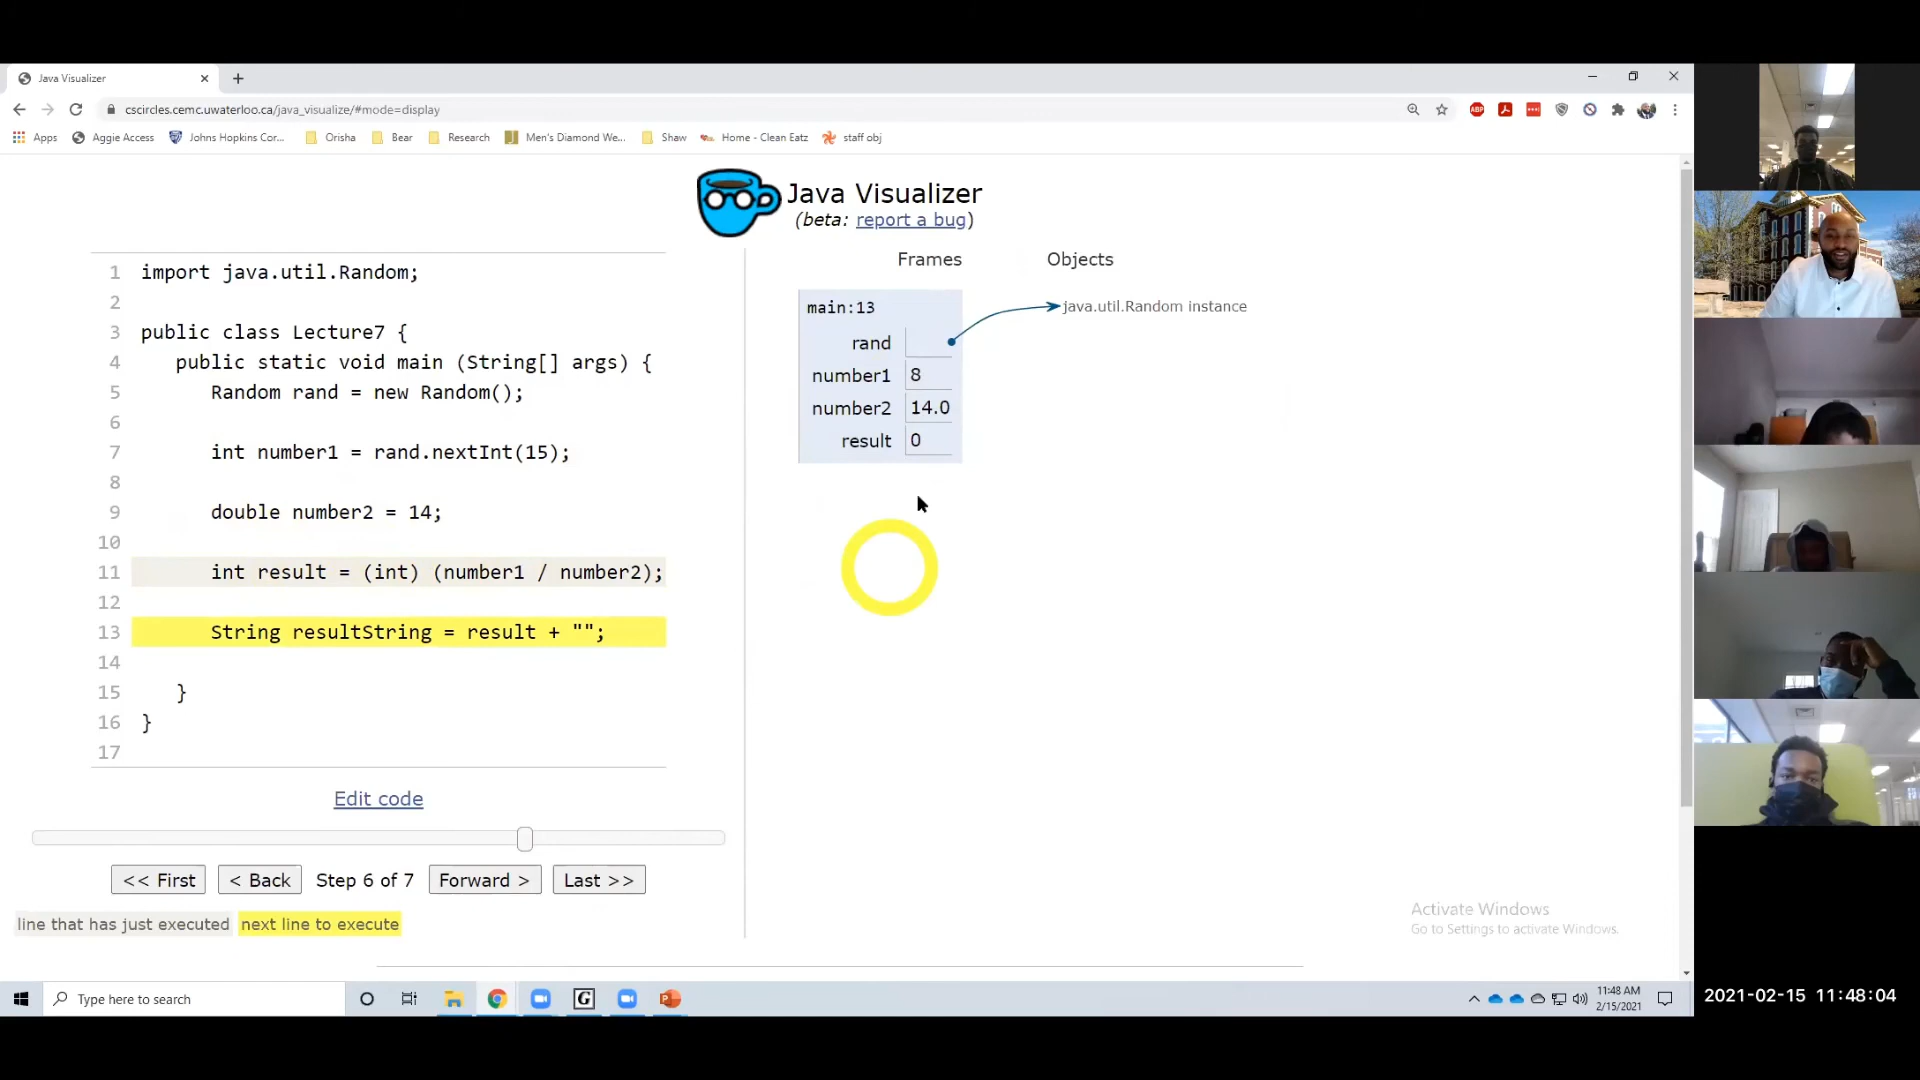 Java Visualizer
cscircles.cemc.uwaterloo.ca/java_visualize/#mode=display
ABP
Apps Aggie Access Johns Hopkins Cor... Orisha Bear Research Men's Diamond We... Shaw Home - Clean Eatz staff obj
Java Visualizer
(beta: report a bug)
Frames Objects
1 import java.util.Random;
2
3 public class Lecture7 {
4 public static void main (String[] args) {
5 Random rand = new Random();
6
7 int number1 = rand.nextInt(15);
8
9 double number2 = 14;
10
11 int result = (int) (number1 / number2);
12
13 String resultString = result + "";
14
15 }
16 }
17
main:13
rand
number1 8
number2 14.0
result 0
java.util.Random instance
Edit code
<< First < Back Step 6 of 7 Forward > Last >>
line that has just executed next line to execute
Activate Windows
Go to Settings to activate Windows.
Type here to search
G
11:48 AM
2/15/2021
2021-02-15 11:48:04